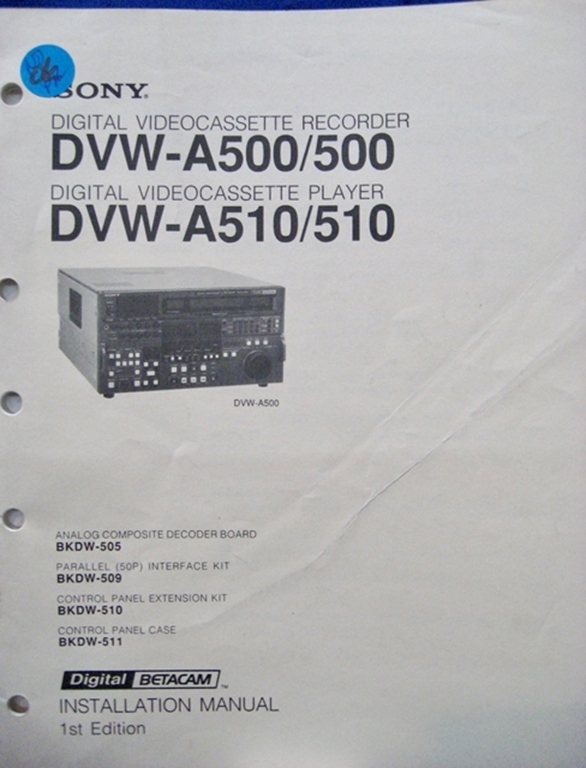 SONY®
DIGITAL VIDEOCASSETTE RECORDER
DVW-A500/500
DIGITAL VIDEOCASSETTE PLAYER
DVW-A510/510
DVW-A500
ANALOG COMPOSITE DECODER BOARD
BKDW-505
PARALLEL (50P) INTERFACE KIT
BKDW-509
CONTROL PANEL EXTENSION KIT
BKDW-510
CONTROL PANEL CASE
BKDW-511
Digital BETACAM ™
INSTALLATION MANUAL
1st Edition